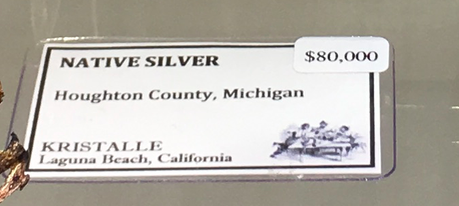 NATIVE SILVER
$80,000
Houghton County, Michigan
KRISTALLE
Laguna Beach, California